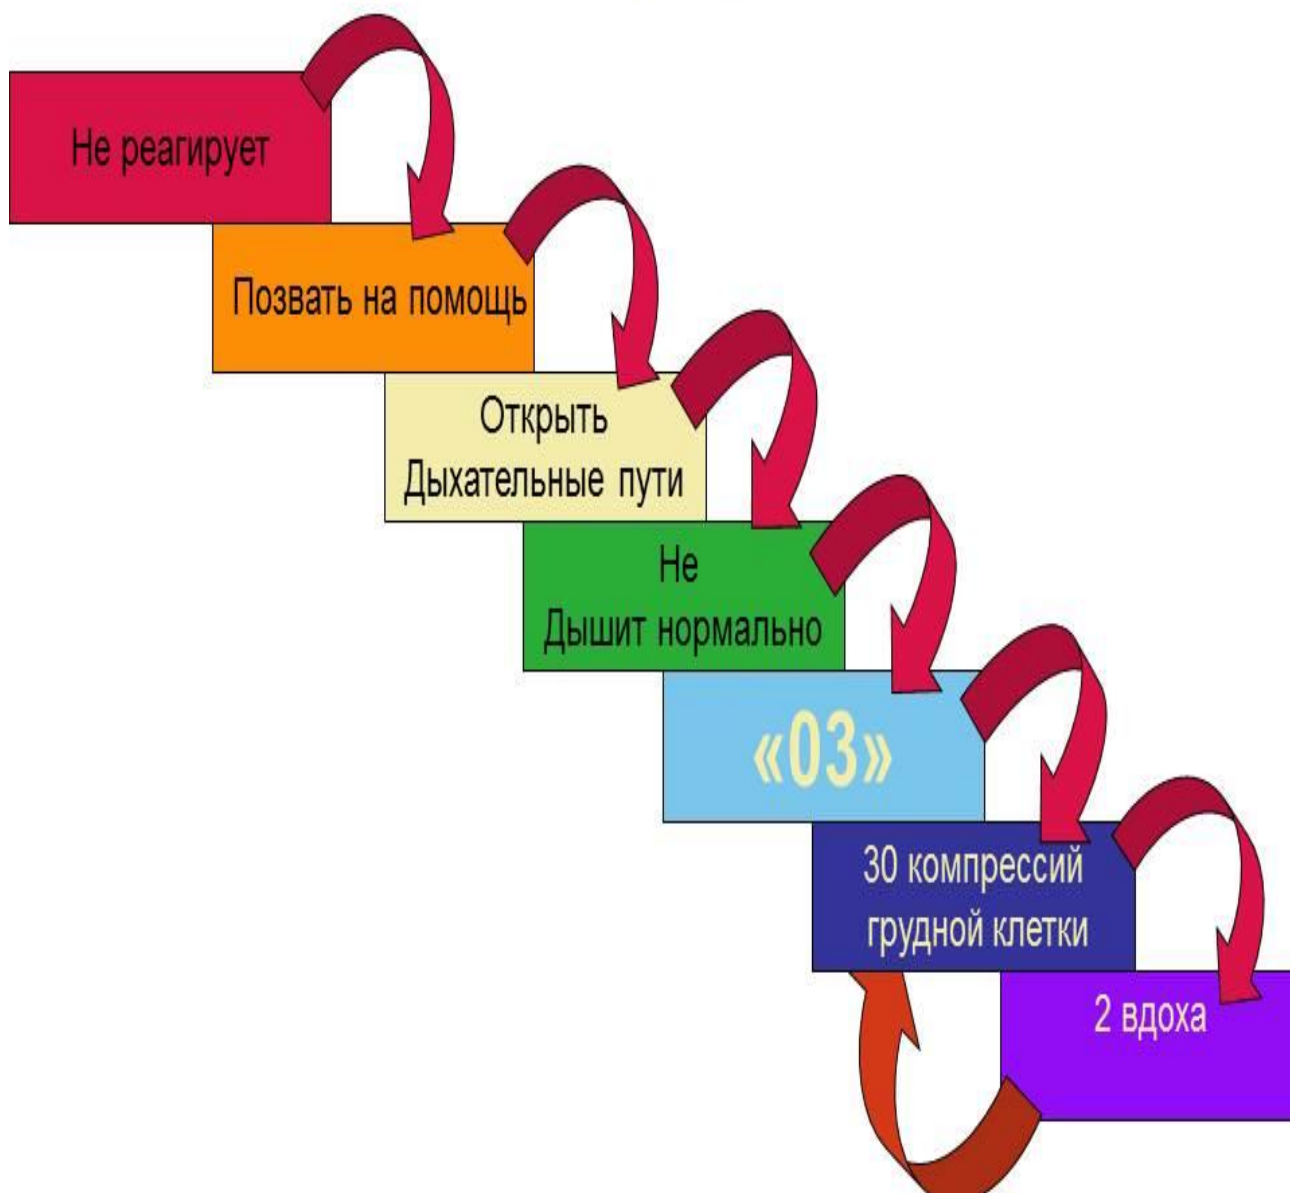 Не реагирует
Позвать на помощь
Открыть
Дыхательные пути
Не
Дышит нормально
«03»
30 компрессий
грудной клетки
2 вдоха